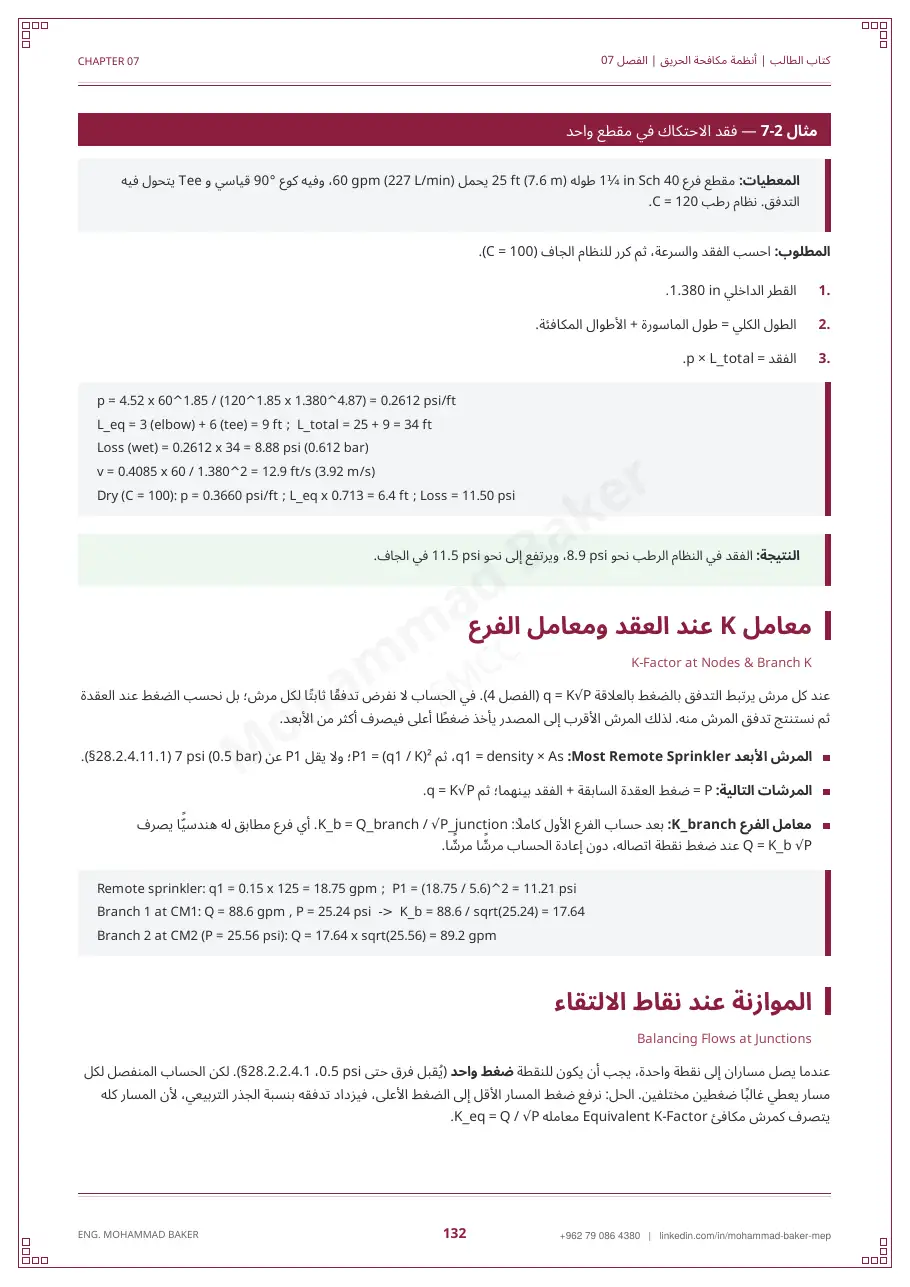 CHAPTER 07
كتاب الطالب | أنظمة مكافحة الحريق | الفصل 07
مثال 2-7 — فقد الاحتكاك في مقطع واحد
المعطيات: مقطع فرع 1¼ in Sch 40 طوله 25 ft (7.6 m) يحمل 60 gpm (227 L/min)، وفيه كوع 90° قياسي و Tee يتحول فيه
التدفق. نظام رطب C = 120.
المطلوب: احسب الفقد والسرعة، ثم كرر للنظام الجاف (C = 100).
1. القطر الداخلي 1.380 in.
2. الطول الكلي = طول الماسورة + الأطوال المكافئة.
3. الفقد = p × L_total.
p = 4.52 x 60^1.85 / (120^1.85 x 1.380^4.87) = 0.2612 psi/ft
L_eq = 3 (elbow) + 6 (tee) = 9 ft ; L_total = 25 + 9 = 34 ft
Loss (wet) = 0.2612 x 34 = 8.88 psi (0.612 bar)
v = 0.4085 x 60 / 1.380^2 = 12.9 ft/s (3.92 m/s)
Dry (C = 100): p = 0.3660 psi/ft ; L_eq x 0.713 = 6.4 ft ; Loss = 11.50 psi
النتيجة: الفقد في النظام الرطب نحو 8.9 psi، ويرتفع إلى نحو 11.5 psi في الجاف.
معامل K عند العقد ومعامل الفرع
K-Factor at Nodes & Branch K
عند كل مرش يرتبط التدفق بالضغط بالعلاقة q = K√P (الفصل 4). في الحساب لا نفرض تدفقًا ثابتًا لكل مرش؛ بل نحسب الضغط عند العقدة
ثم نستنتج تدفق المرش منه. لذلك المرش الأقرب إلى المصدر يأخذ ضغطًا أعلى فيصرف أكثر من الأبعد.
المرش الأبعد Most Remote Sprinkler: q1 = density × As، ثم P1 = (q1 / K)²؛ ولا يقل P1 عن 7 psi (0.5 bar) (§28.2.4.11.1).
المرشات التالية: P = ضغط العقدة السابقة + الفقد بينهما؛ ثم q = K√P.
معامل الفرع K_branch: بعد حساب الفرع الأول كاملًا: K_b = Q_branch / √P_junction. أي فرع مطابق له هندسيًّا يصرف
Q = K_b √P عند ضغط نقطة اتصاله، دون إعادة الحساب مرشًّا مرشًّا.
Remote sprinkler: q1 = 0.15 x 125 = 18.75 gpm ; P1 = (18.75 / 5.6)^2 = 11.21 psi
Branch 1 at CM1: Q = 88.6 gpm , P = 25.24 psi -> K_b = 88.6 / sqrt(25.24) = 17.64
Branch 2 at CM2 (P = 25.56 psi): Q = 17.64 x sqrt(25.56) = 89.2 gpm
الموازنة عند نقاط الالتقاء
Balancing Flows at Junctions
عندما يصل مساران إلى نقطة واحدة، يجب أن يكون للنقطة ضغط واحد (يُقبل فرق حتى 0.5 psi، §28.2.2.4.1). لكن الحساب المنفصل لكل
مسار يعطي غالبًا ضغطين مختلفين. الحل: نرفع ضغط المسار الأقل إلى الضغط الأعلى، فيزداد تدفقه بنسبة الجذر التربيعي، لأن المسار كله
يتصرف كمرش مكافئ Equivalent K-Factor معامله K_eq = Q / √P.
Mohammad Baker
ENG. MOHAMMAD BAKER
132
+962 79 086 4380 | linkedin.com/in/mohammad-baker-mep